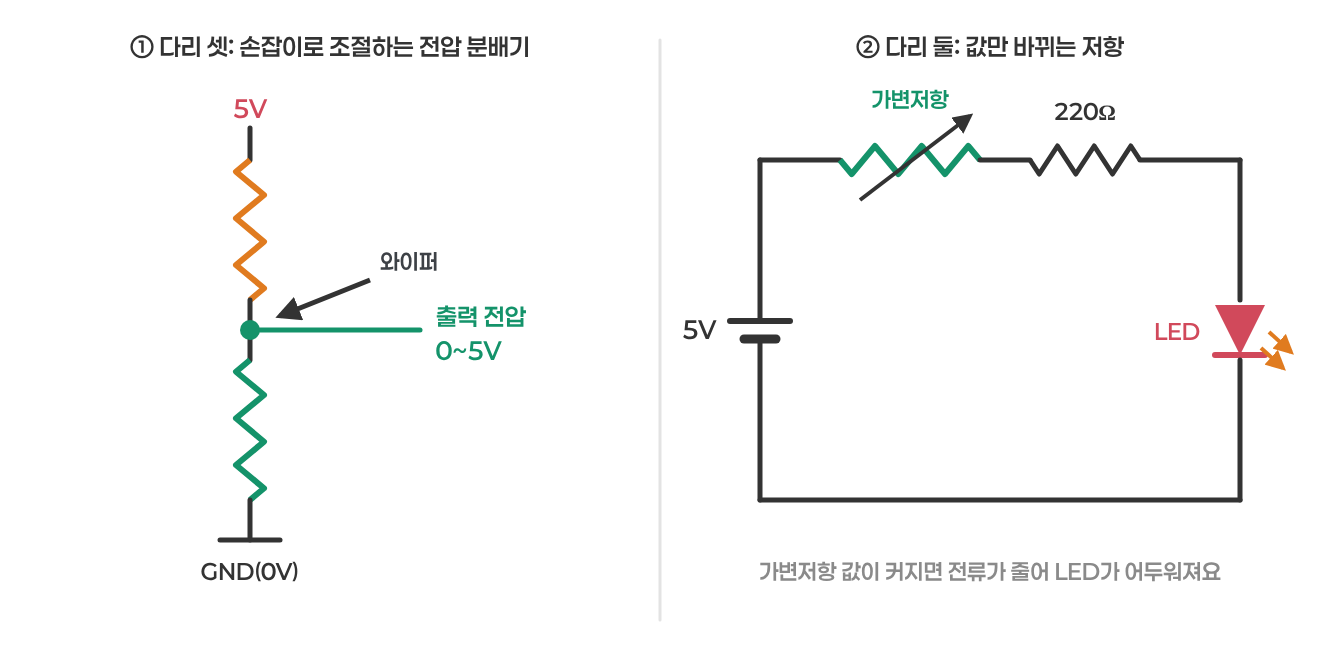 ① 다리 셋: 손잡이로 조절하는 전압 분배기
5V
와이퍼
출력 전압
0~5V
GND(0V)
② 다리 둘: 값만 바뀌는 저항
가변저항
220Ω
5V
LED
가변저항 값이 커지면 전류가 줄어 LED가 어두워져요